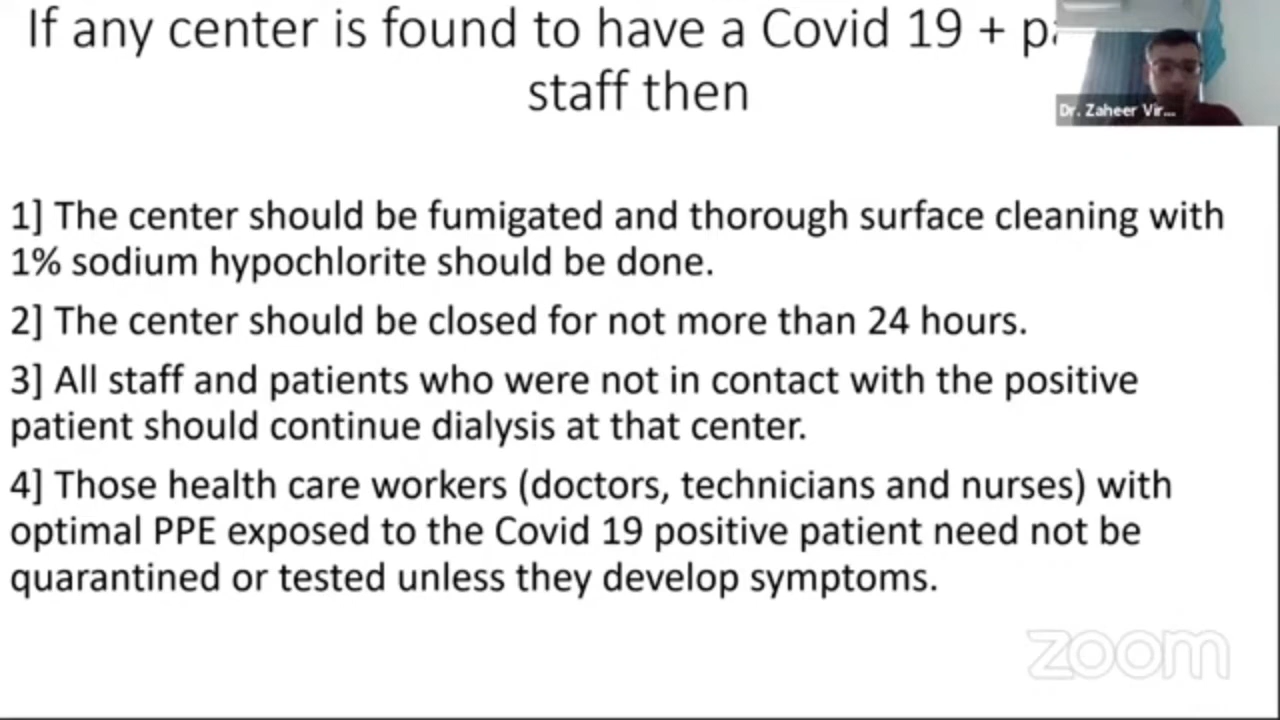 If any center is found to have a Covid 19 +
staff then
Dr. Zaheer Vir...
1] The center should be fumigated and thorough surface cleaning with
1% sodium hypochlorite should be done.
2] The center should be closed for not more than 24 hours.
3] All staff and patients who were not in contact with the positive
patient should continue dialysis at that center.
4] Those health care workers (doctors, technicians and nurses) with
optimal PPE exposed to the Covid 19 positive patient need not be
quarantined or tested unless they develop symptoms.
zoom